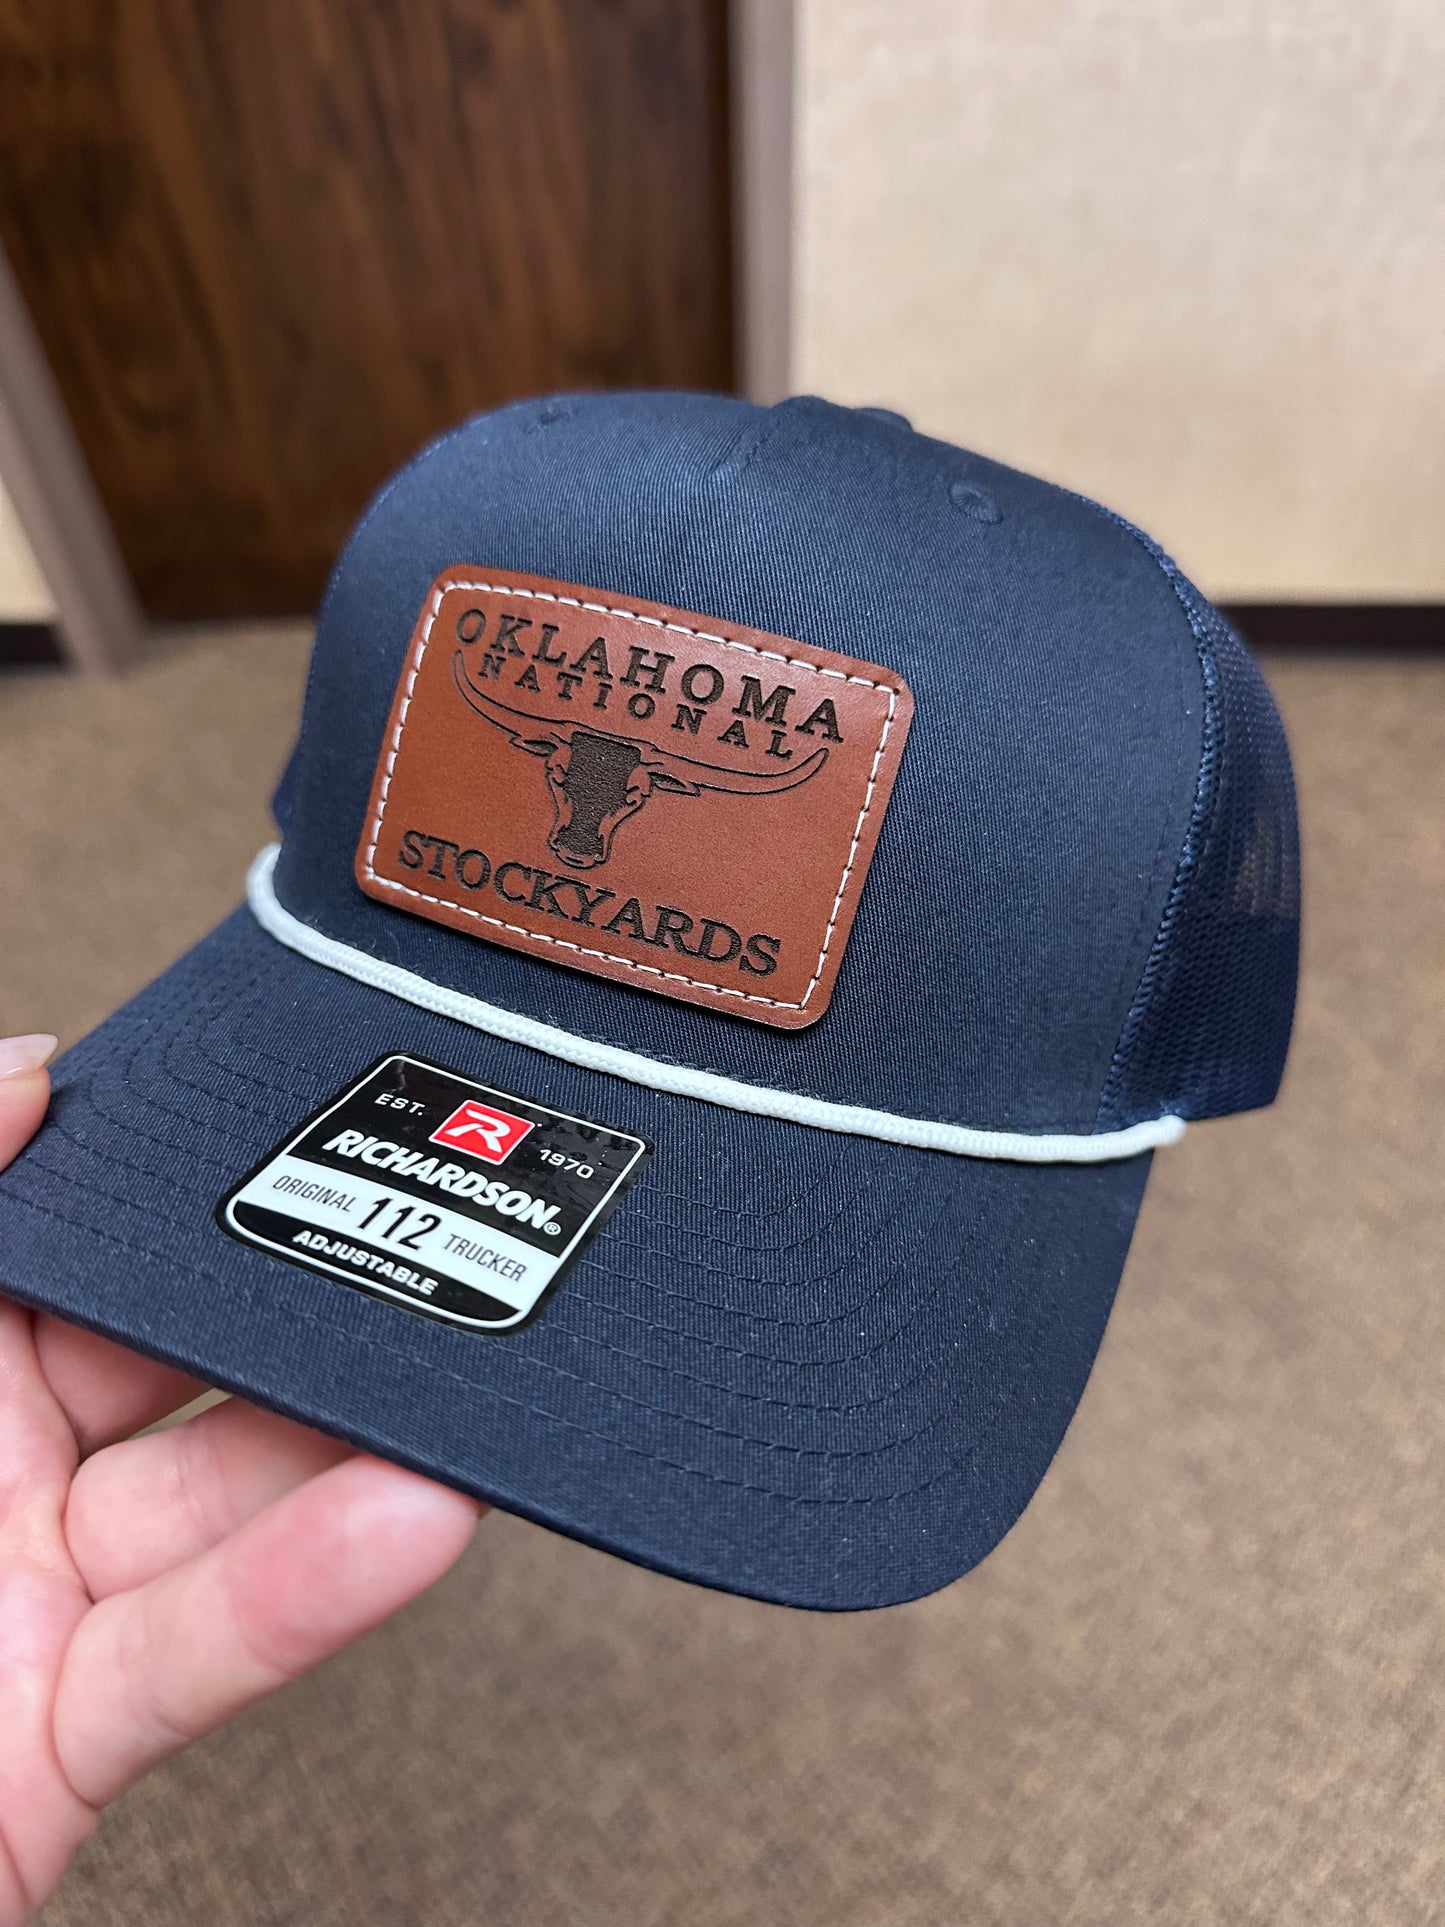 OKLAHOMA
NATIONAL
STOCKYARDS
EST. R 1970
RICHARDSON®
ORIGINAL 112 TRUCKER
ADJUSTABLE